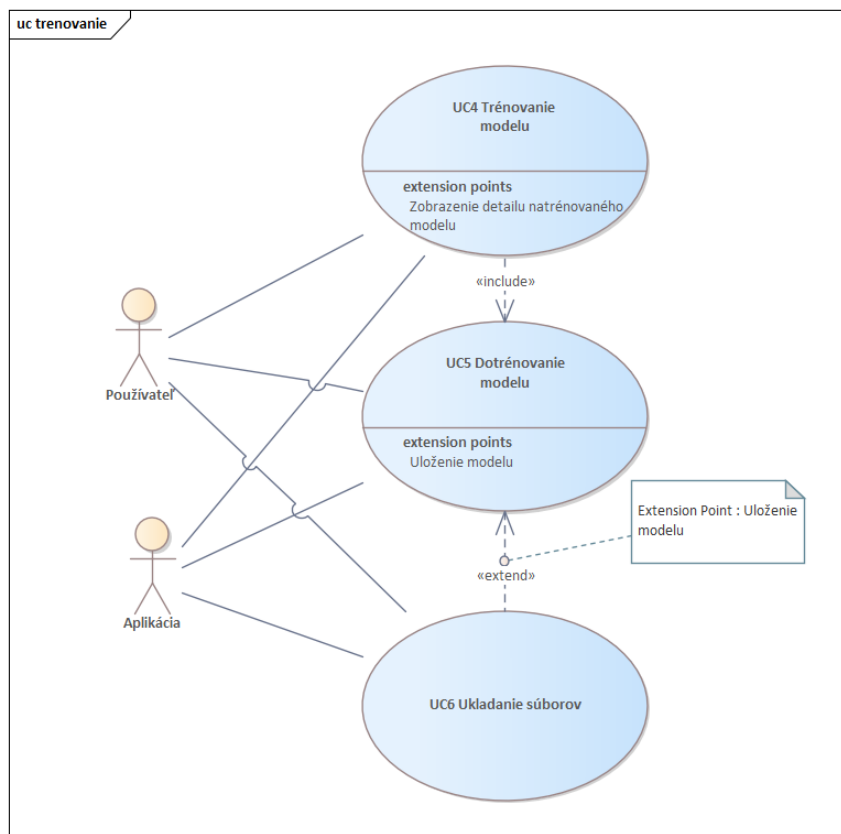 uc trenovanie
UC4 Trénovanie
modelu
extension points
Zobrazenie detailu natrénovaného
modelu
«include»
UC5 Dotrénovanie
modelu
extension points
Uloženie modelu
Používateľ
Extension Point : Uloženie
modelu
«extend»
Aplikácia
UC6 Ukladanie súborov